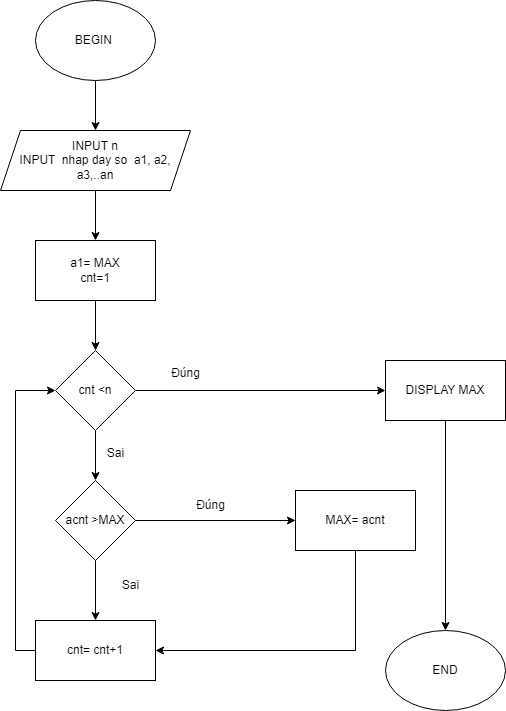 BEGIN
INPUT n
INPUT nhap day so a1, a2,
a3,..an
a1= MAX
cnt=1
cnt <n
Đúng
DISPLAY MAX
Sai
acnt >MAX
Đúng
MAX= acnt
Sai
cnt= cnt+1
END